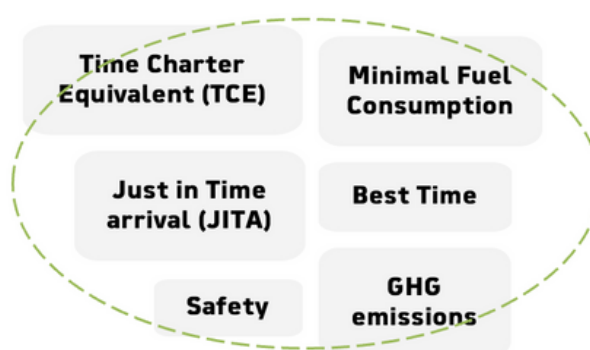 Time Charter
Equivalent (TCE)
Minimal Fuel
Consumption
Just in Time
arrival (JITA)
Best Time
Safety
GHG
emissions